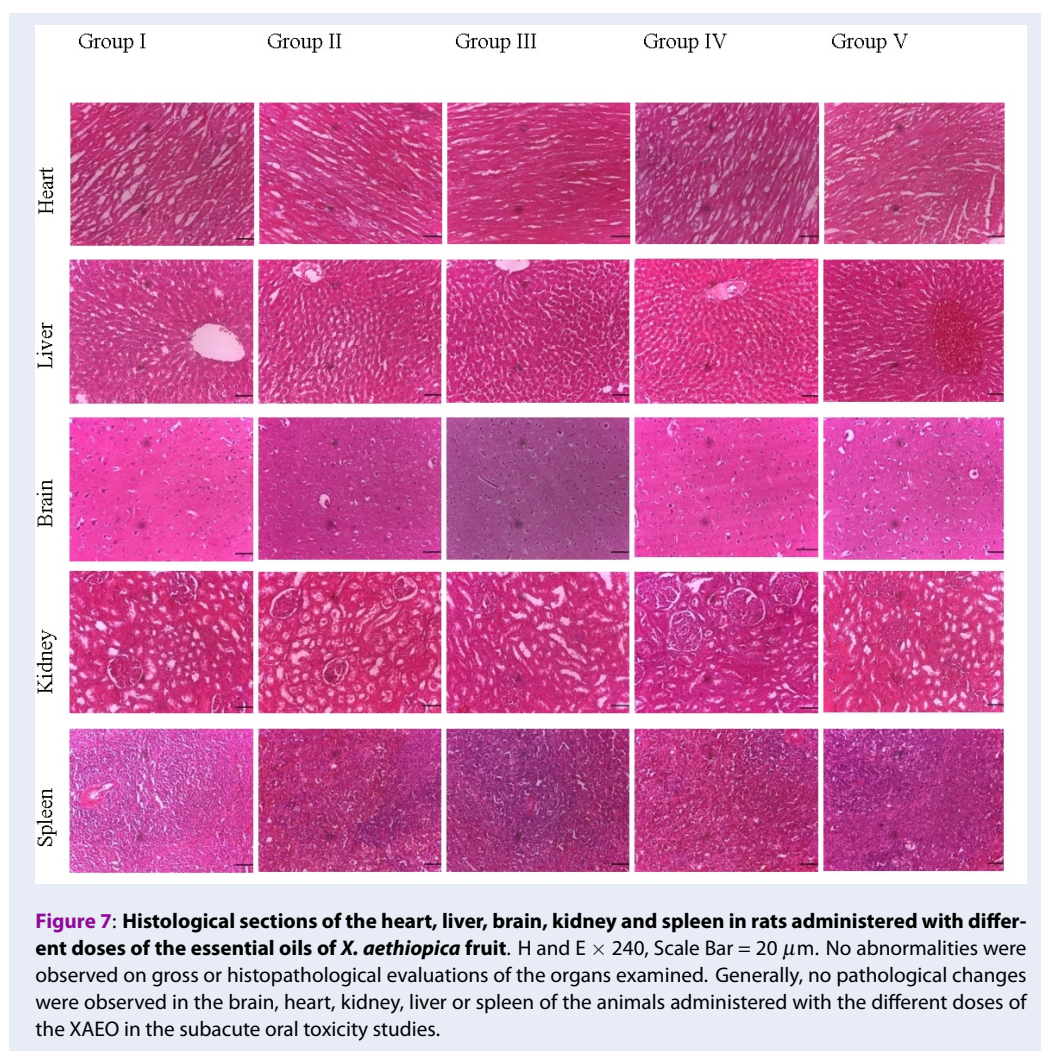 Group I Group II Group III Group IV Group V
Heart
Liver
Brain
Kidney
Spleen
Figure 7: Histological sections of the heart, liver, brain, kidney and spleen in rats administered with differ-
ent doses of the essential oils of X. aethiopica fruit. H and E × 240, Scale Bar = 20 μm. No abnormalities were
observed on gross or histopathological evaluations of the organs examined. Generally, no pathological changes
were observed in the brain, heart, kidney, liver or spleen of the animals administered with the different doses of
the XAEO in the subacute oral toxicity studies.